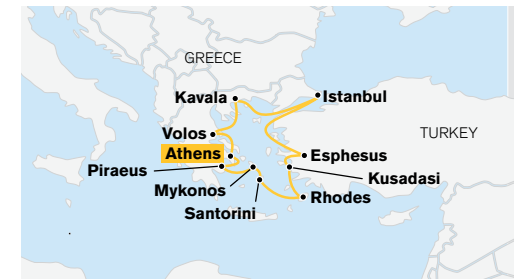 GREECE
Kavala
Istanbul
Volos
TURKEY
Athens
Esphesus
Piraeus
Kusadasi
Mykonos
Rhodes
Santorini